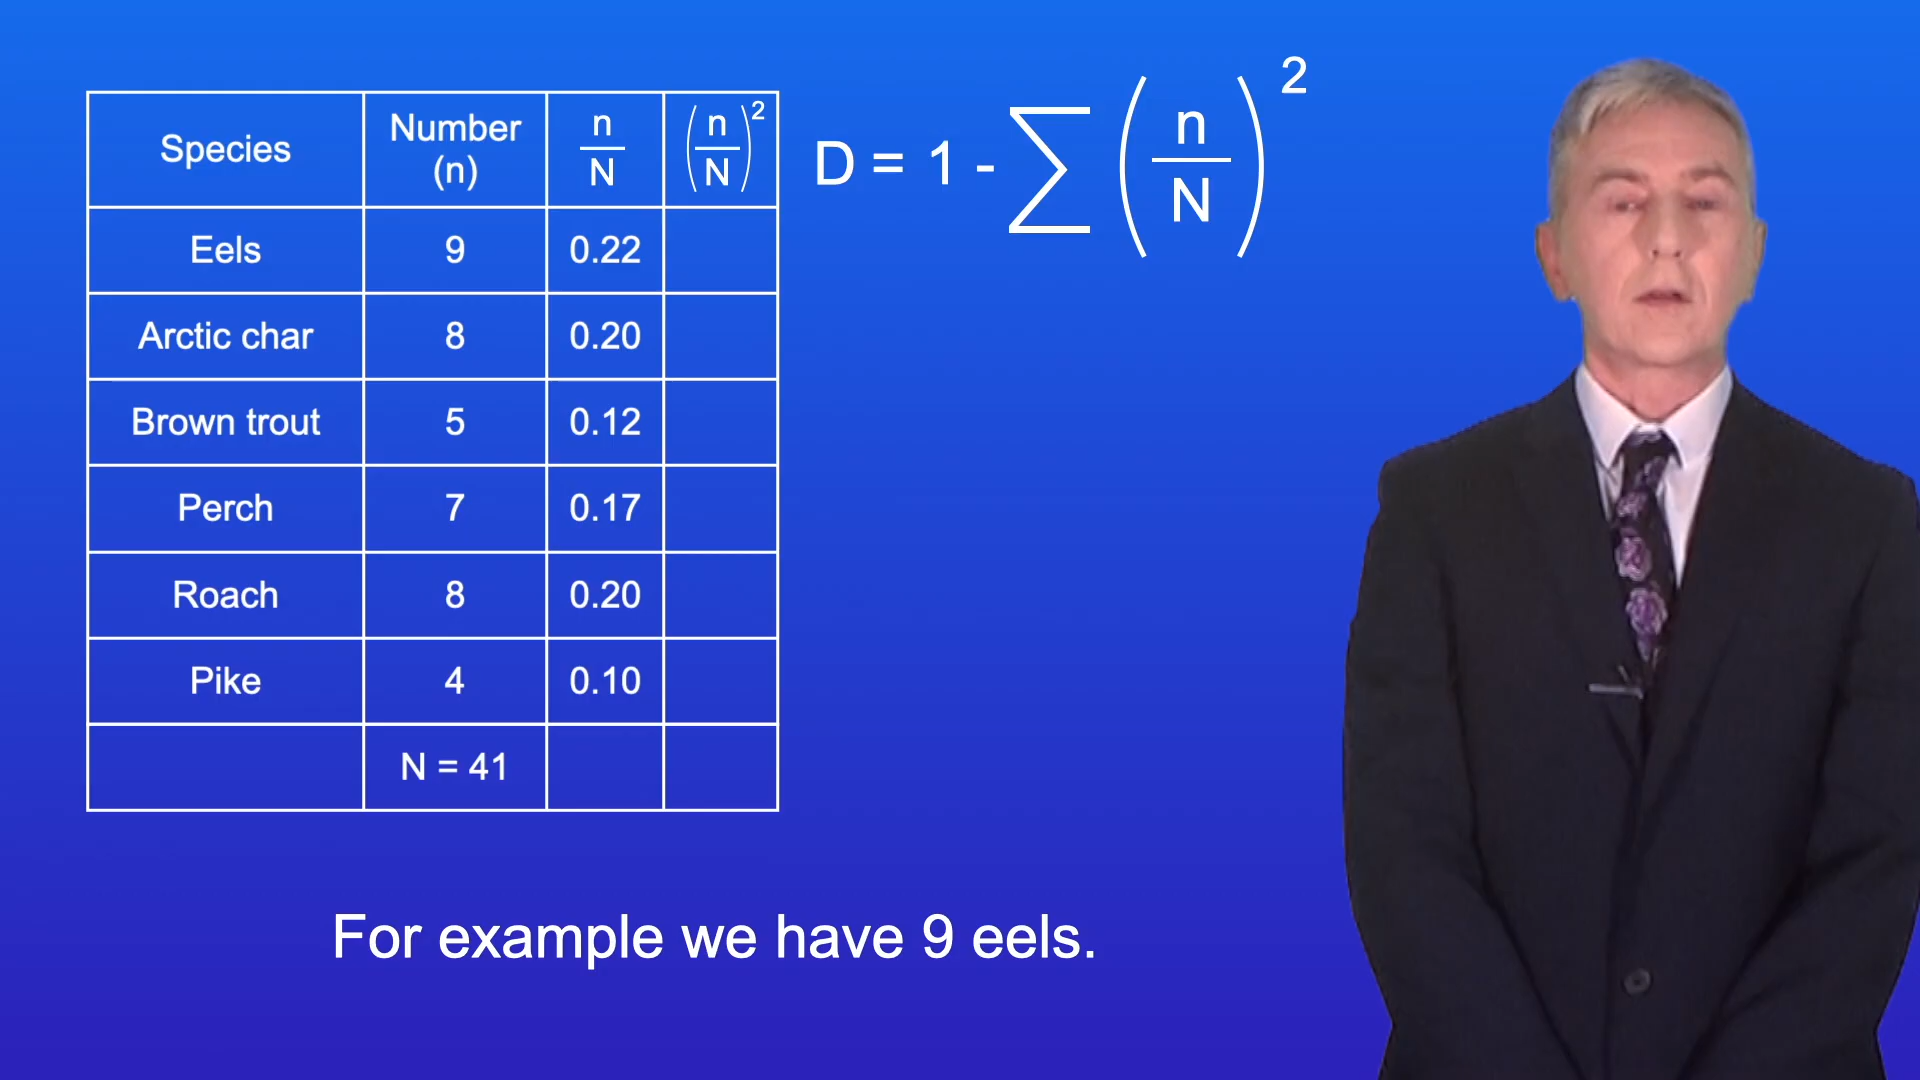 Species | Number (n) | n/N | (n/N)²
Eels | 9 | 0.22
Arctic char | 8 | 0.20
Brown trout | 5 | 0.12
Perch | 7 | 0.17
Roach | 8 | 0.20
Pike | 4 | 0.10
N = 41
D = 1 - ∑ (n/N)²
For example we have 9 eels.